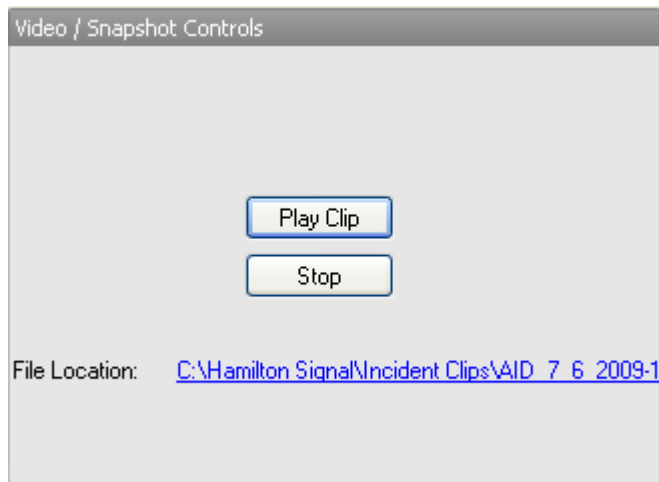 Video / Snapshot Controls
Play Clip
Stop
File Location: C:\Hamilton Signal\Incident Clips\AID_7_6_2009-1